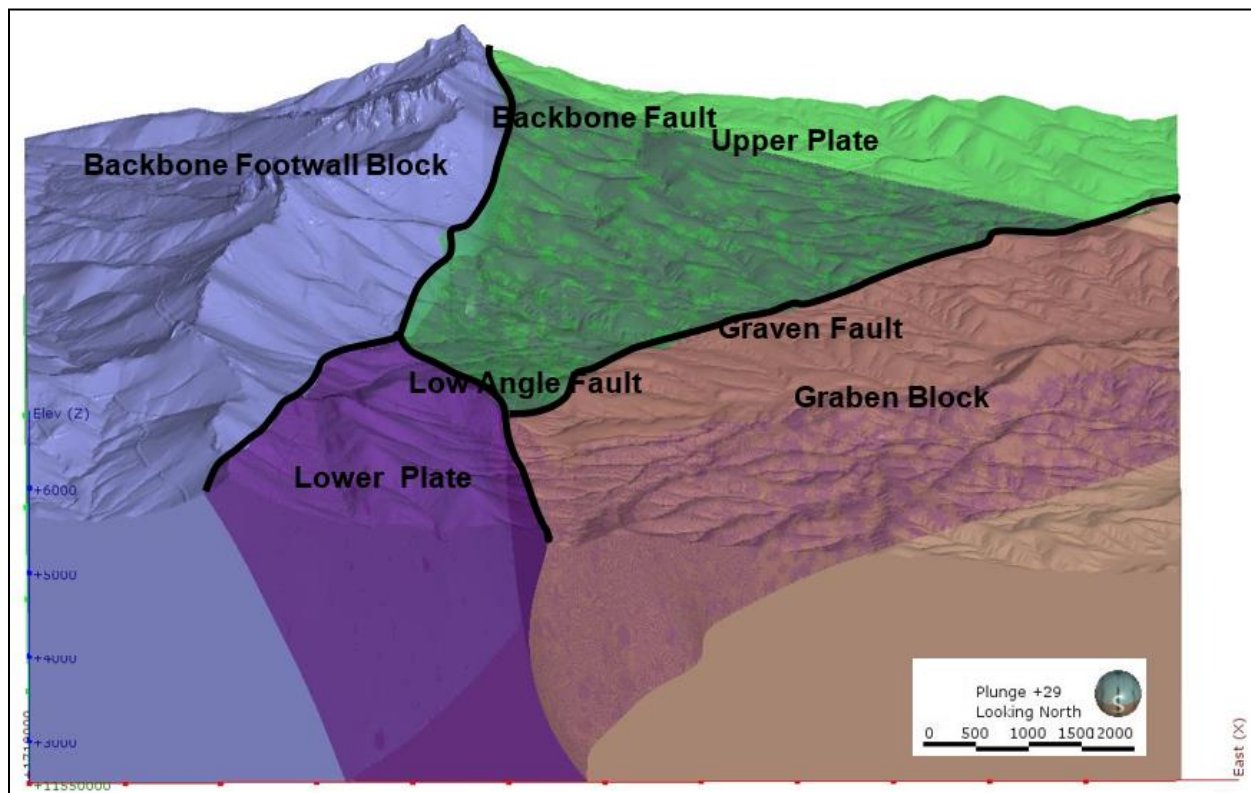 Backbone Fault
Upper Plate
Backbone Footwall Block
Graven Fault
Low Angle Fault
Graben Block
Elev (Z)
Lower Plate
+6000
+5000
+4000
+3000
Plunge +29
Looking North
S
0 500 1000 1500 2000
East (X)
+11550000